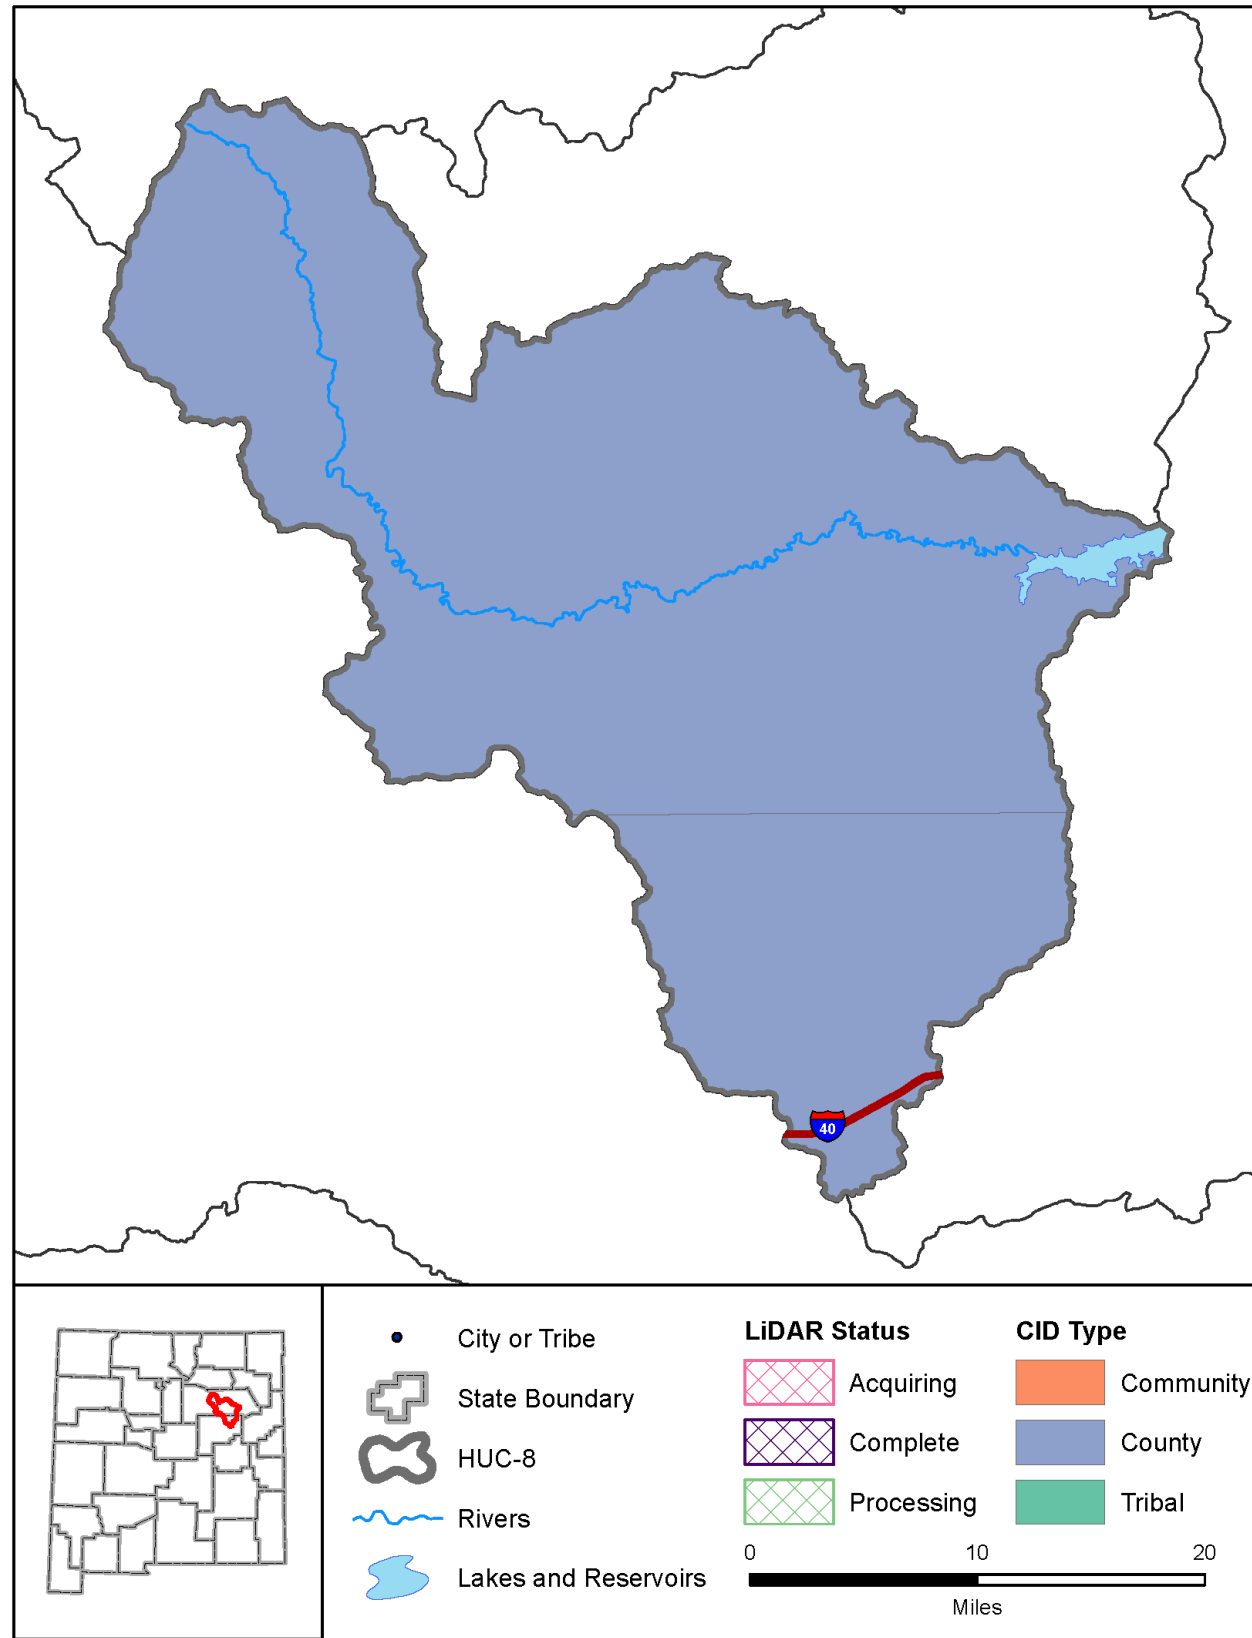 40
City or Tribe
State Boundary
HUC-8
Rivers
Lakes and Reservoirs
LiDAR Status
Acquiring
Complete
Processing
CID Type
Community
County
Tribal
0 10 20
Miles